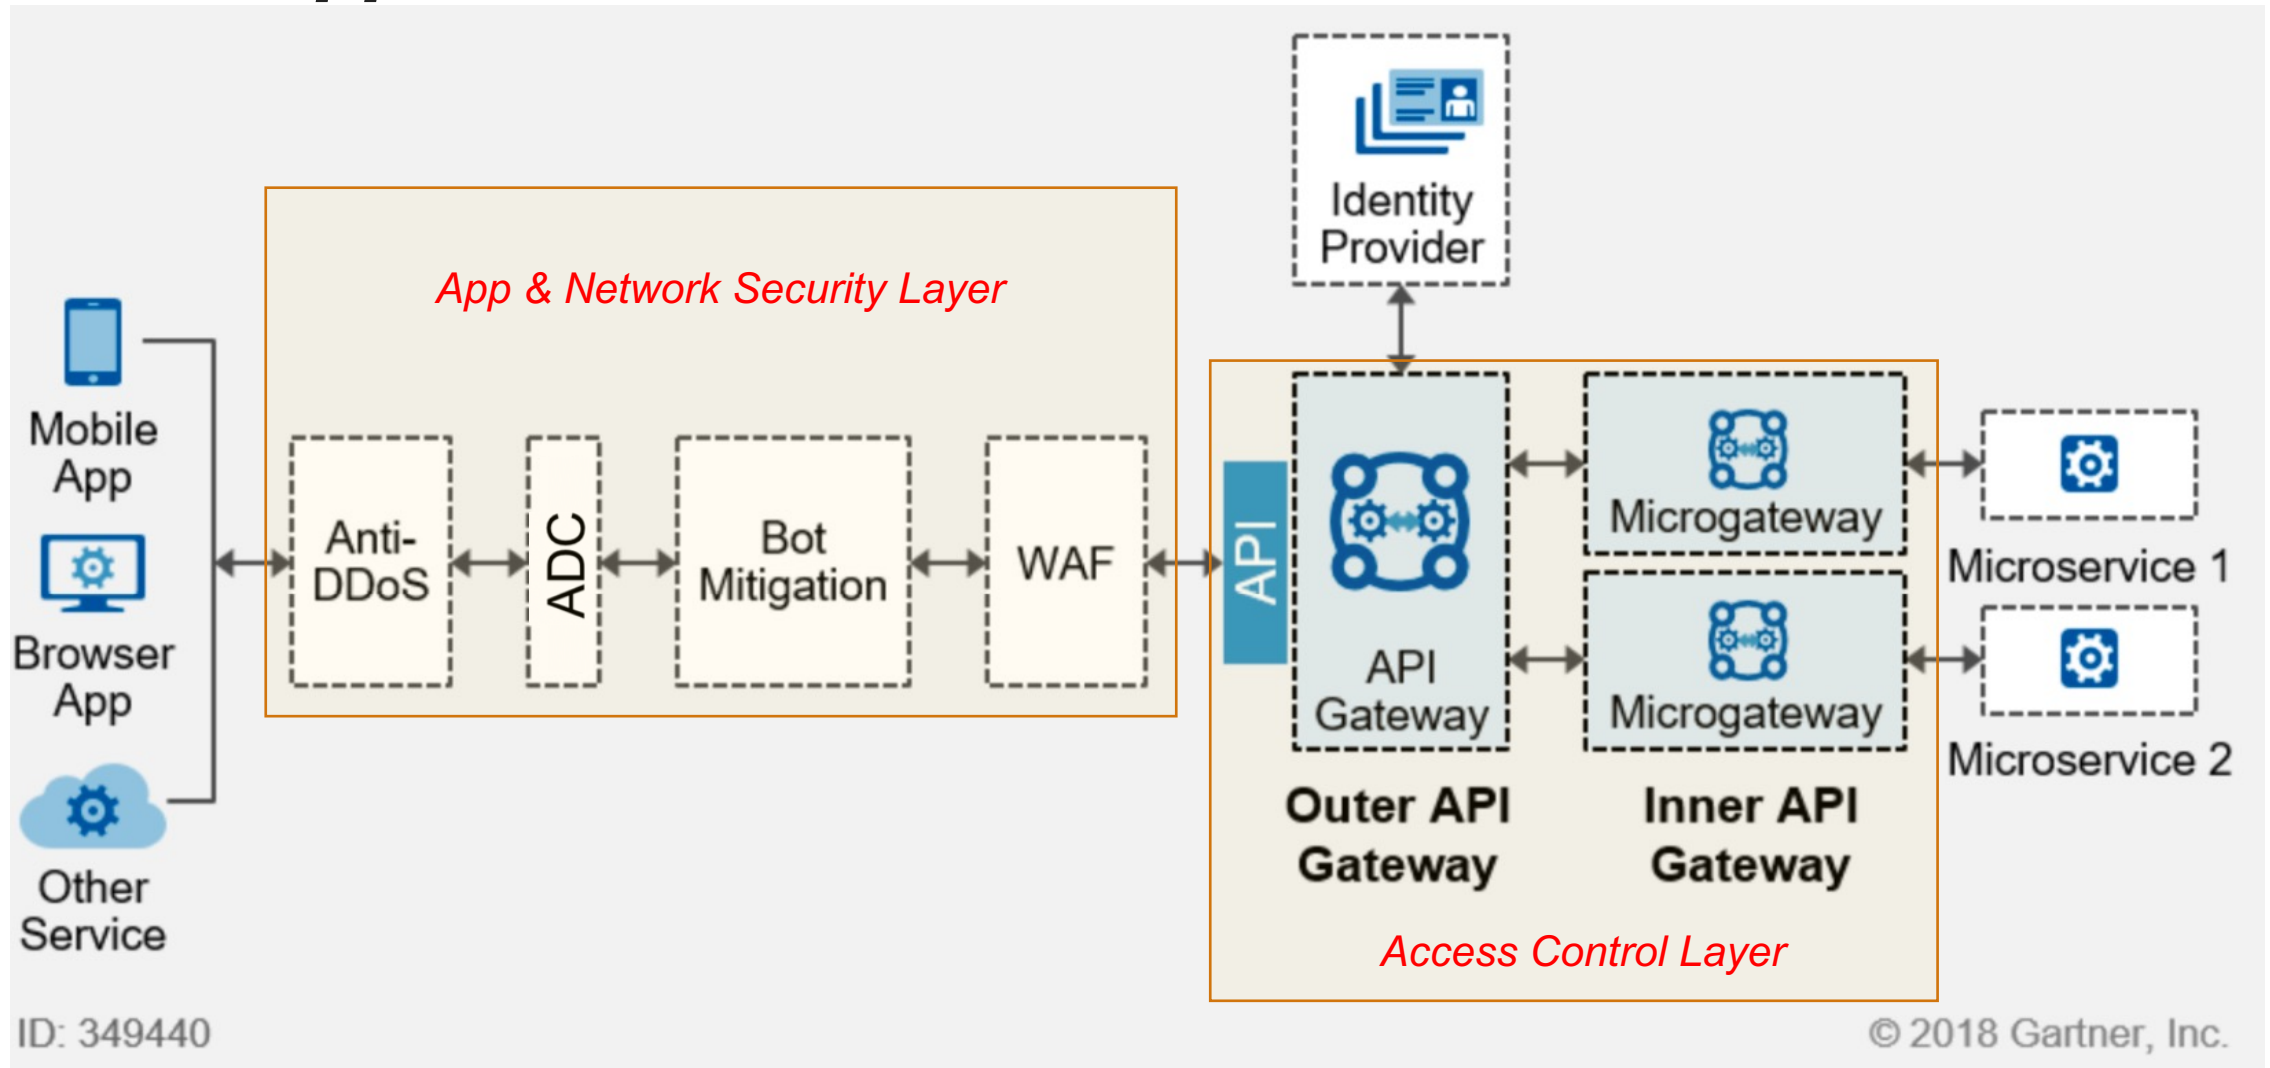 App & Network Security Layer
Identity
Provider
Mobile
App
Browser
App
Other
Service
Anti-
DDoS
ADC
Bot
Mitigation
WAF
API
API
Gateway
Microgateway
Microgateway
Microservice 1
Microservice 2
Outer API
Gateway
Inner API
Gateway
Access Control Layer
ID: 349440
© 2018 Gartner, Inc.